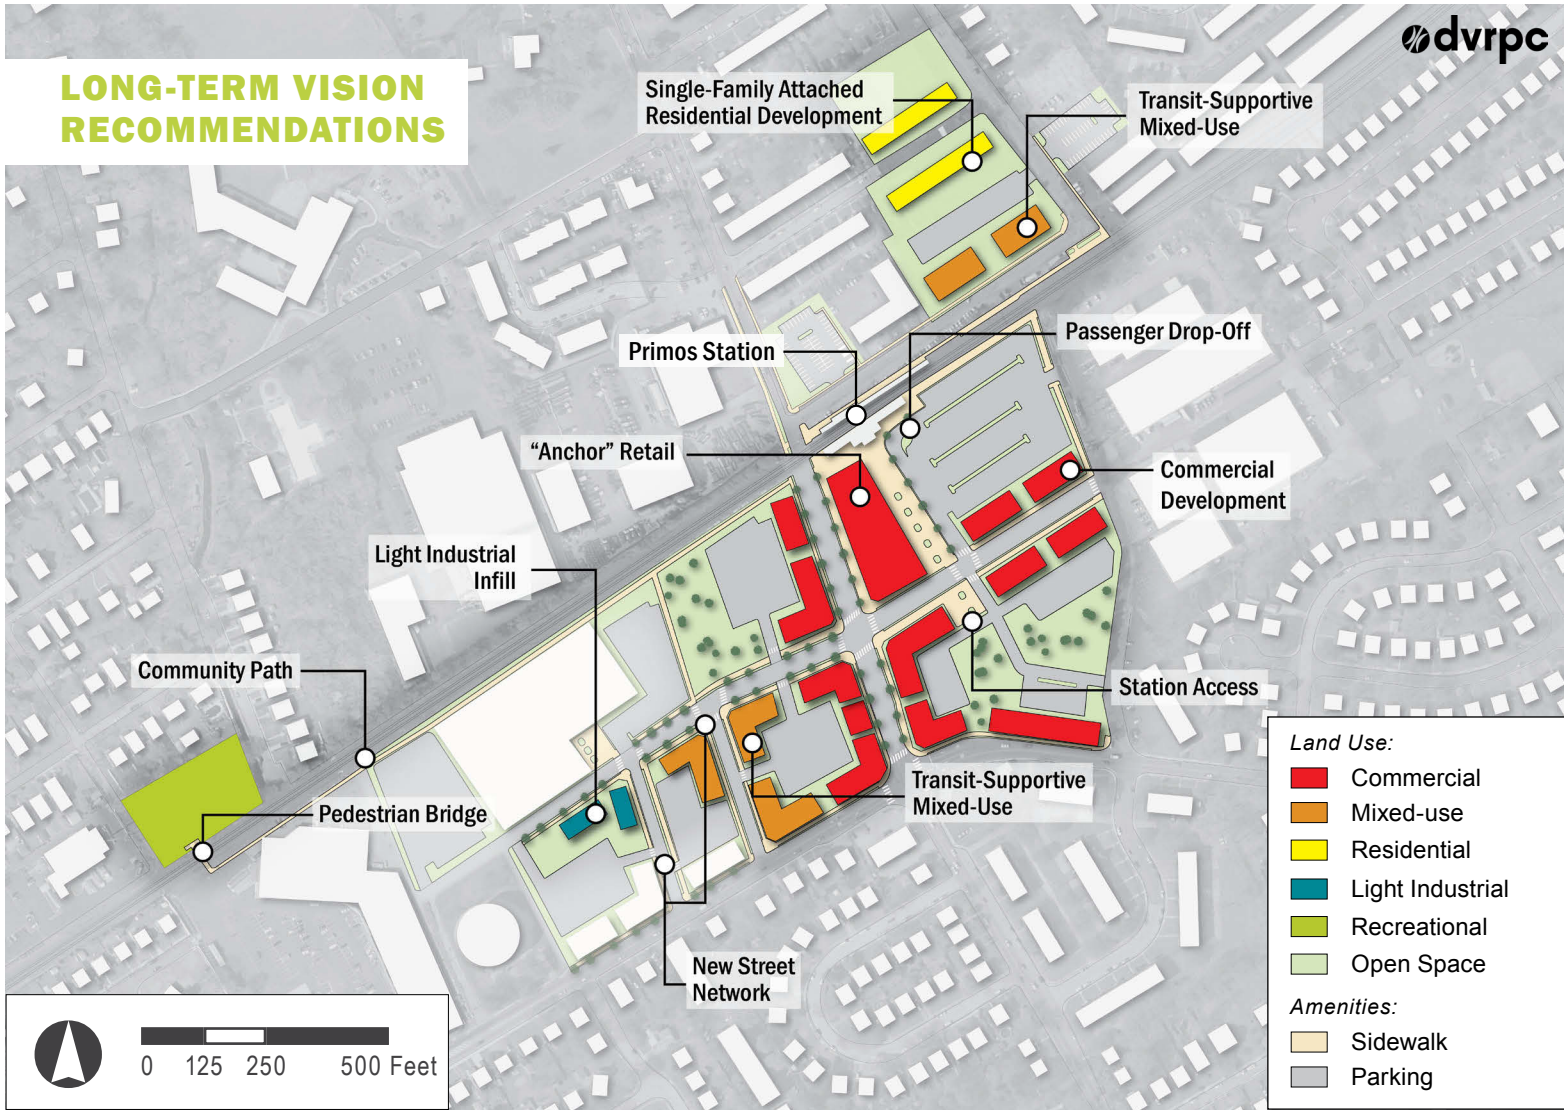 LONG-TERM VISION
RECOMMENDATIONS
dvrpc
Single-Family Attached
Residential Development
Transit-Supportive
Mixed-Use
Passenger Drop-Off
Primos Station
“Anchor” Retail
Commercial
Development
Light Industrial
Infill
Community Path
Station Access
Pedestrian Bridge
Transit-Supportive
Mixed-Use
New Street
Network
Land Use:
Commercial
Mixed-use
Residential
Light Industrial
Recreational
Open Space
Amenities:
Sidewalk
Parking
0 125 250 500 Feet